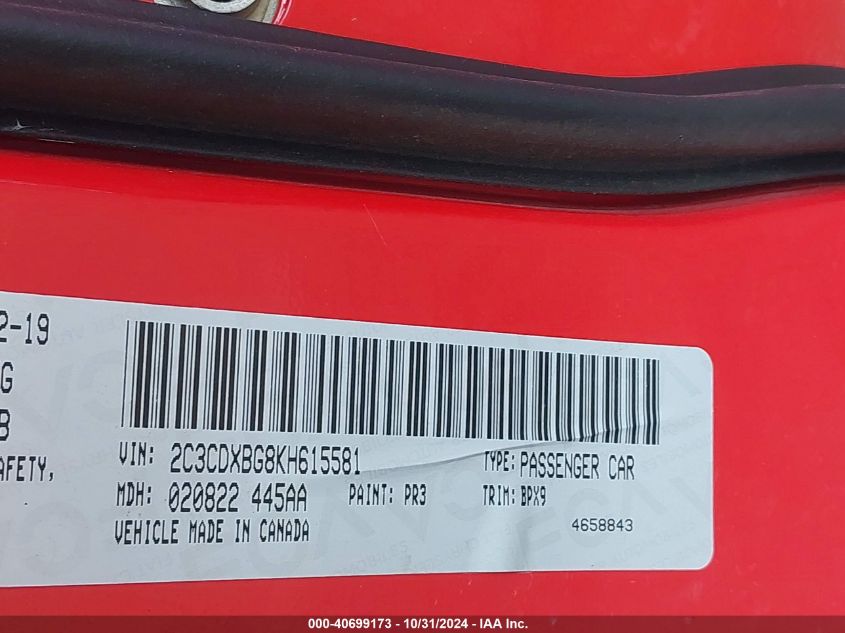 2-19
G
B
AFETY,
VIN: 2C3CDXBG8KH615581 TYPE: PASSENGER CAR
MDH: 020822 445AA PAINT: PR3 TRIM: BPX9
VEHICLE MADE IN CANADA 4658843
000-40699173 - 10/31/2024 - IAA Inc.